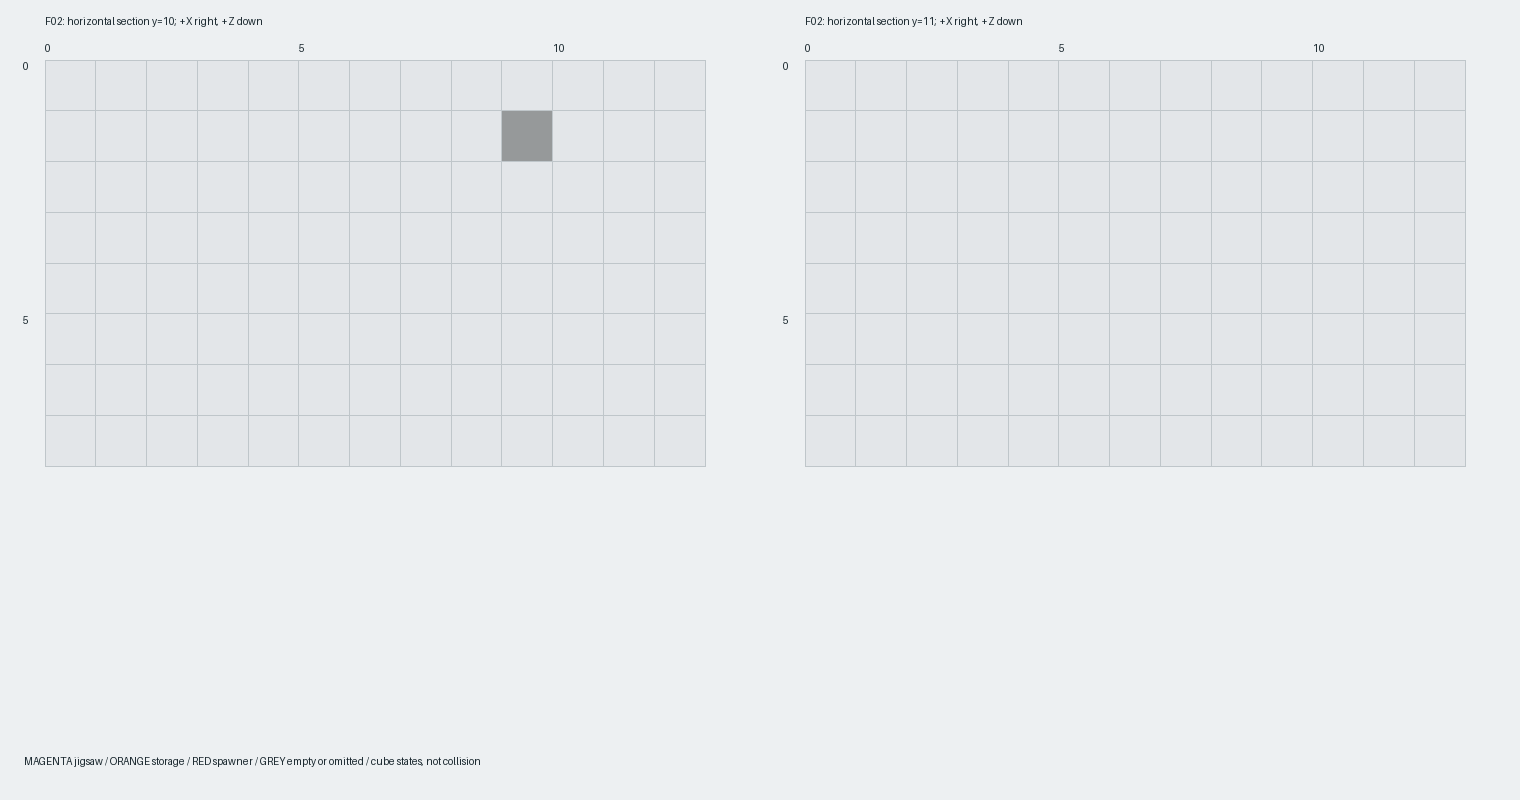 F02: horizontal section y=10; +X right, +Z down
F02: horizontal section y=11; +X right, +Z down
0 5 10
0 5 10
0
0
5
5
MAGENTA jigsaw / ORANGE storage / RED spawner / GREY empty or omitted / cube states, not collision